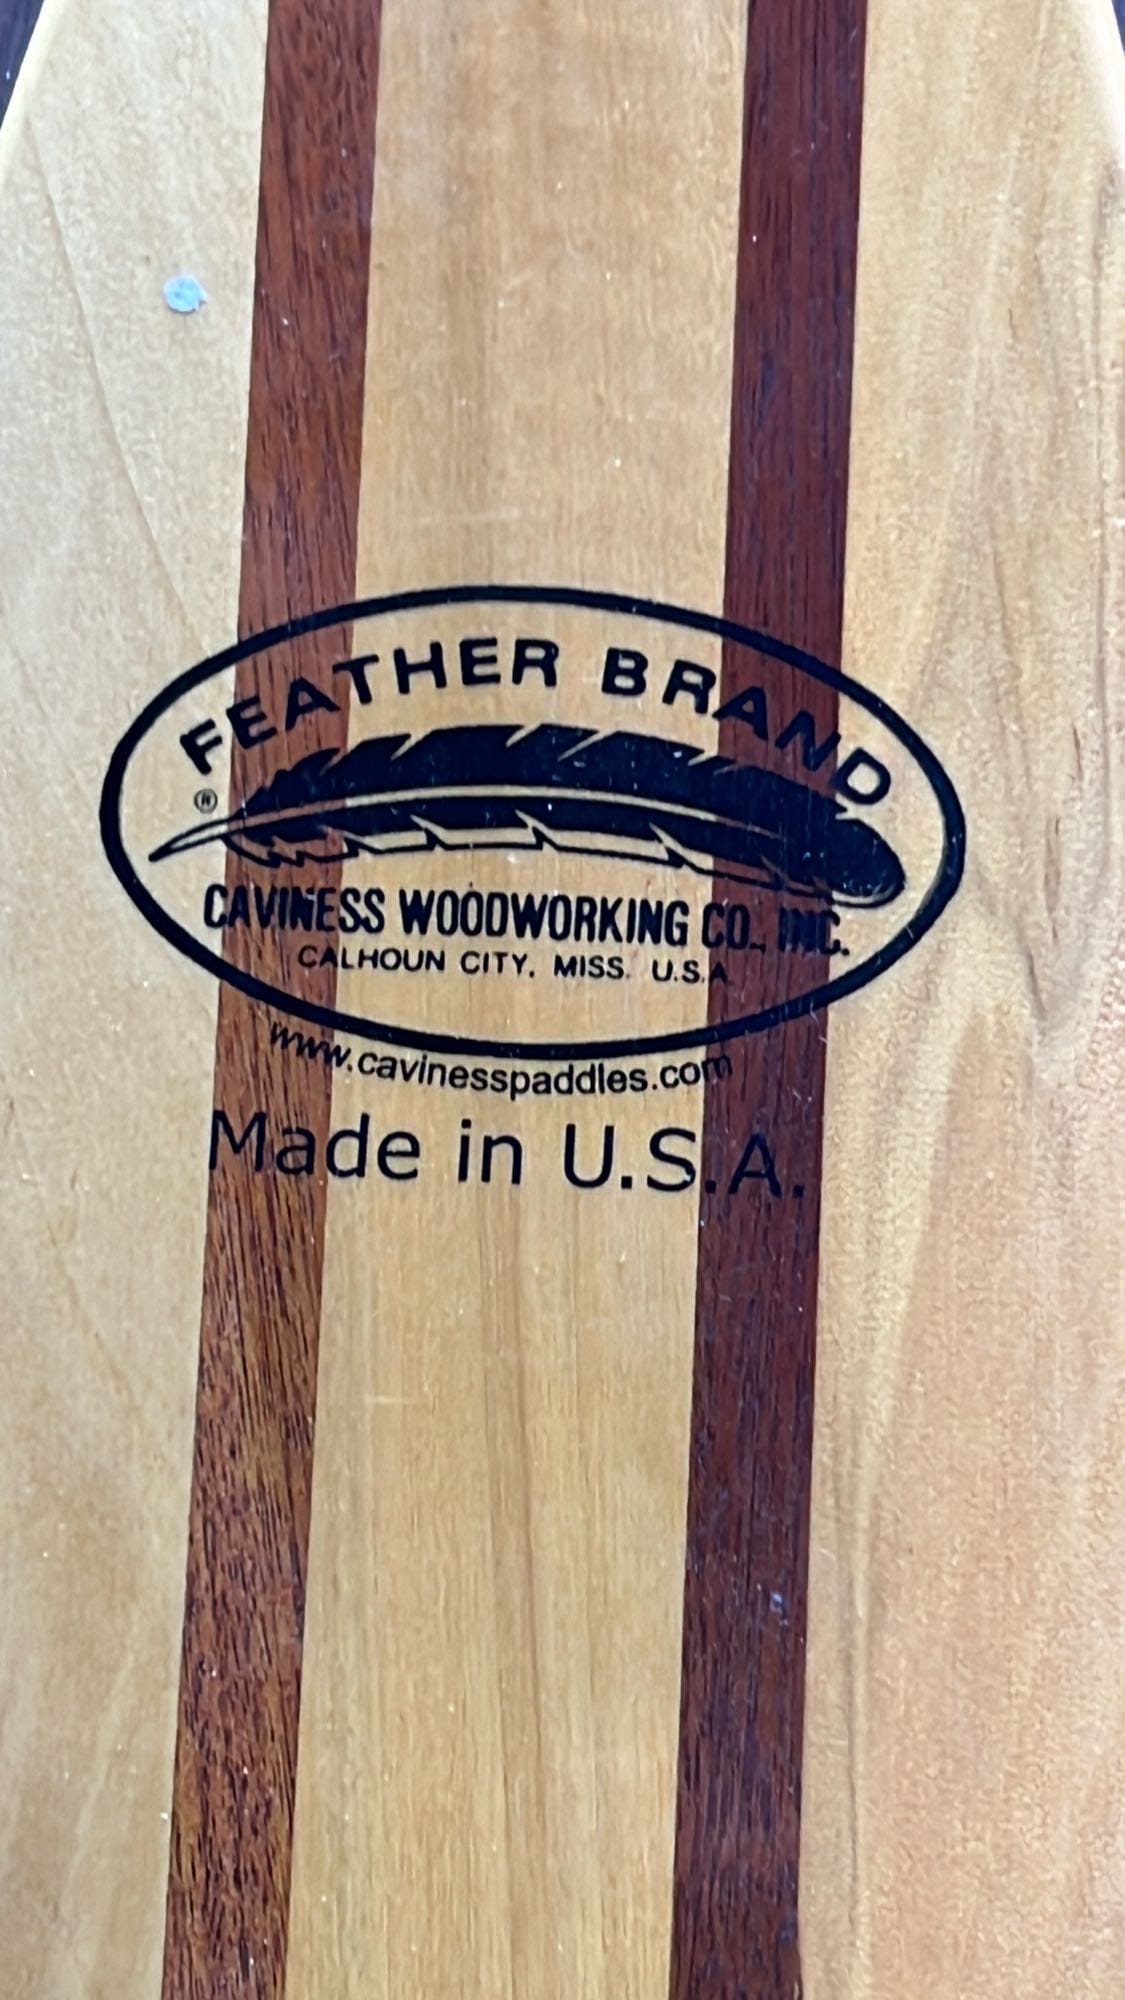 FEATHER BRAND
®
CAVINESS WOODWORKING CO., INC.
CALHOUN CITY, MISS. U.S.A.
www.cavinesspaddles.com
Made in U.S.A.